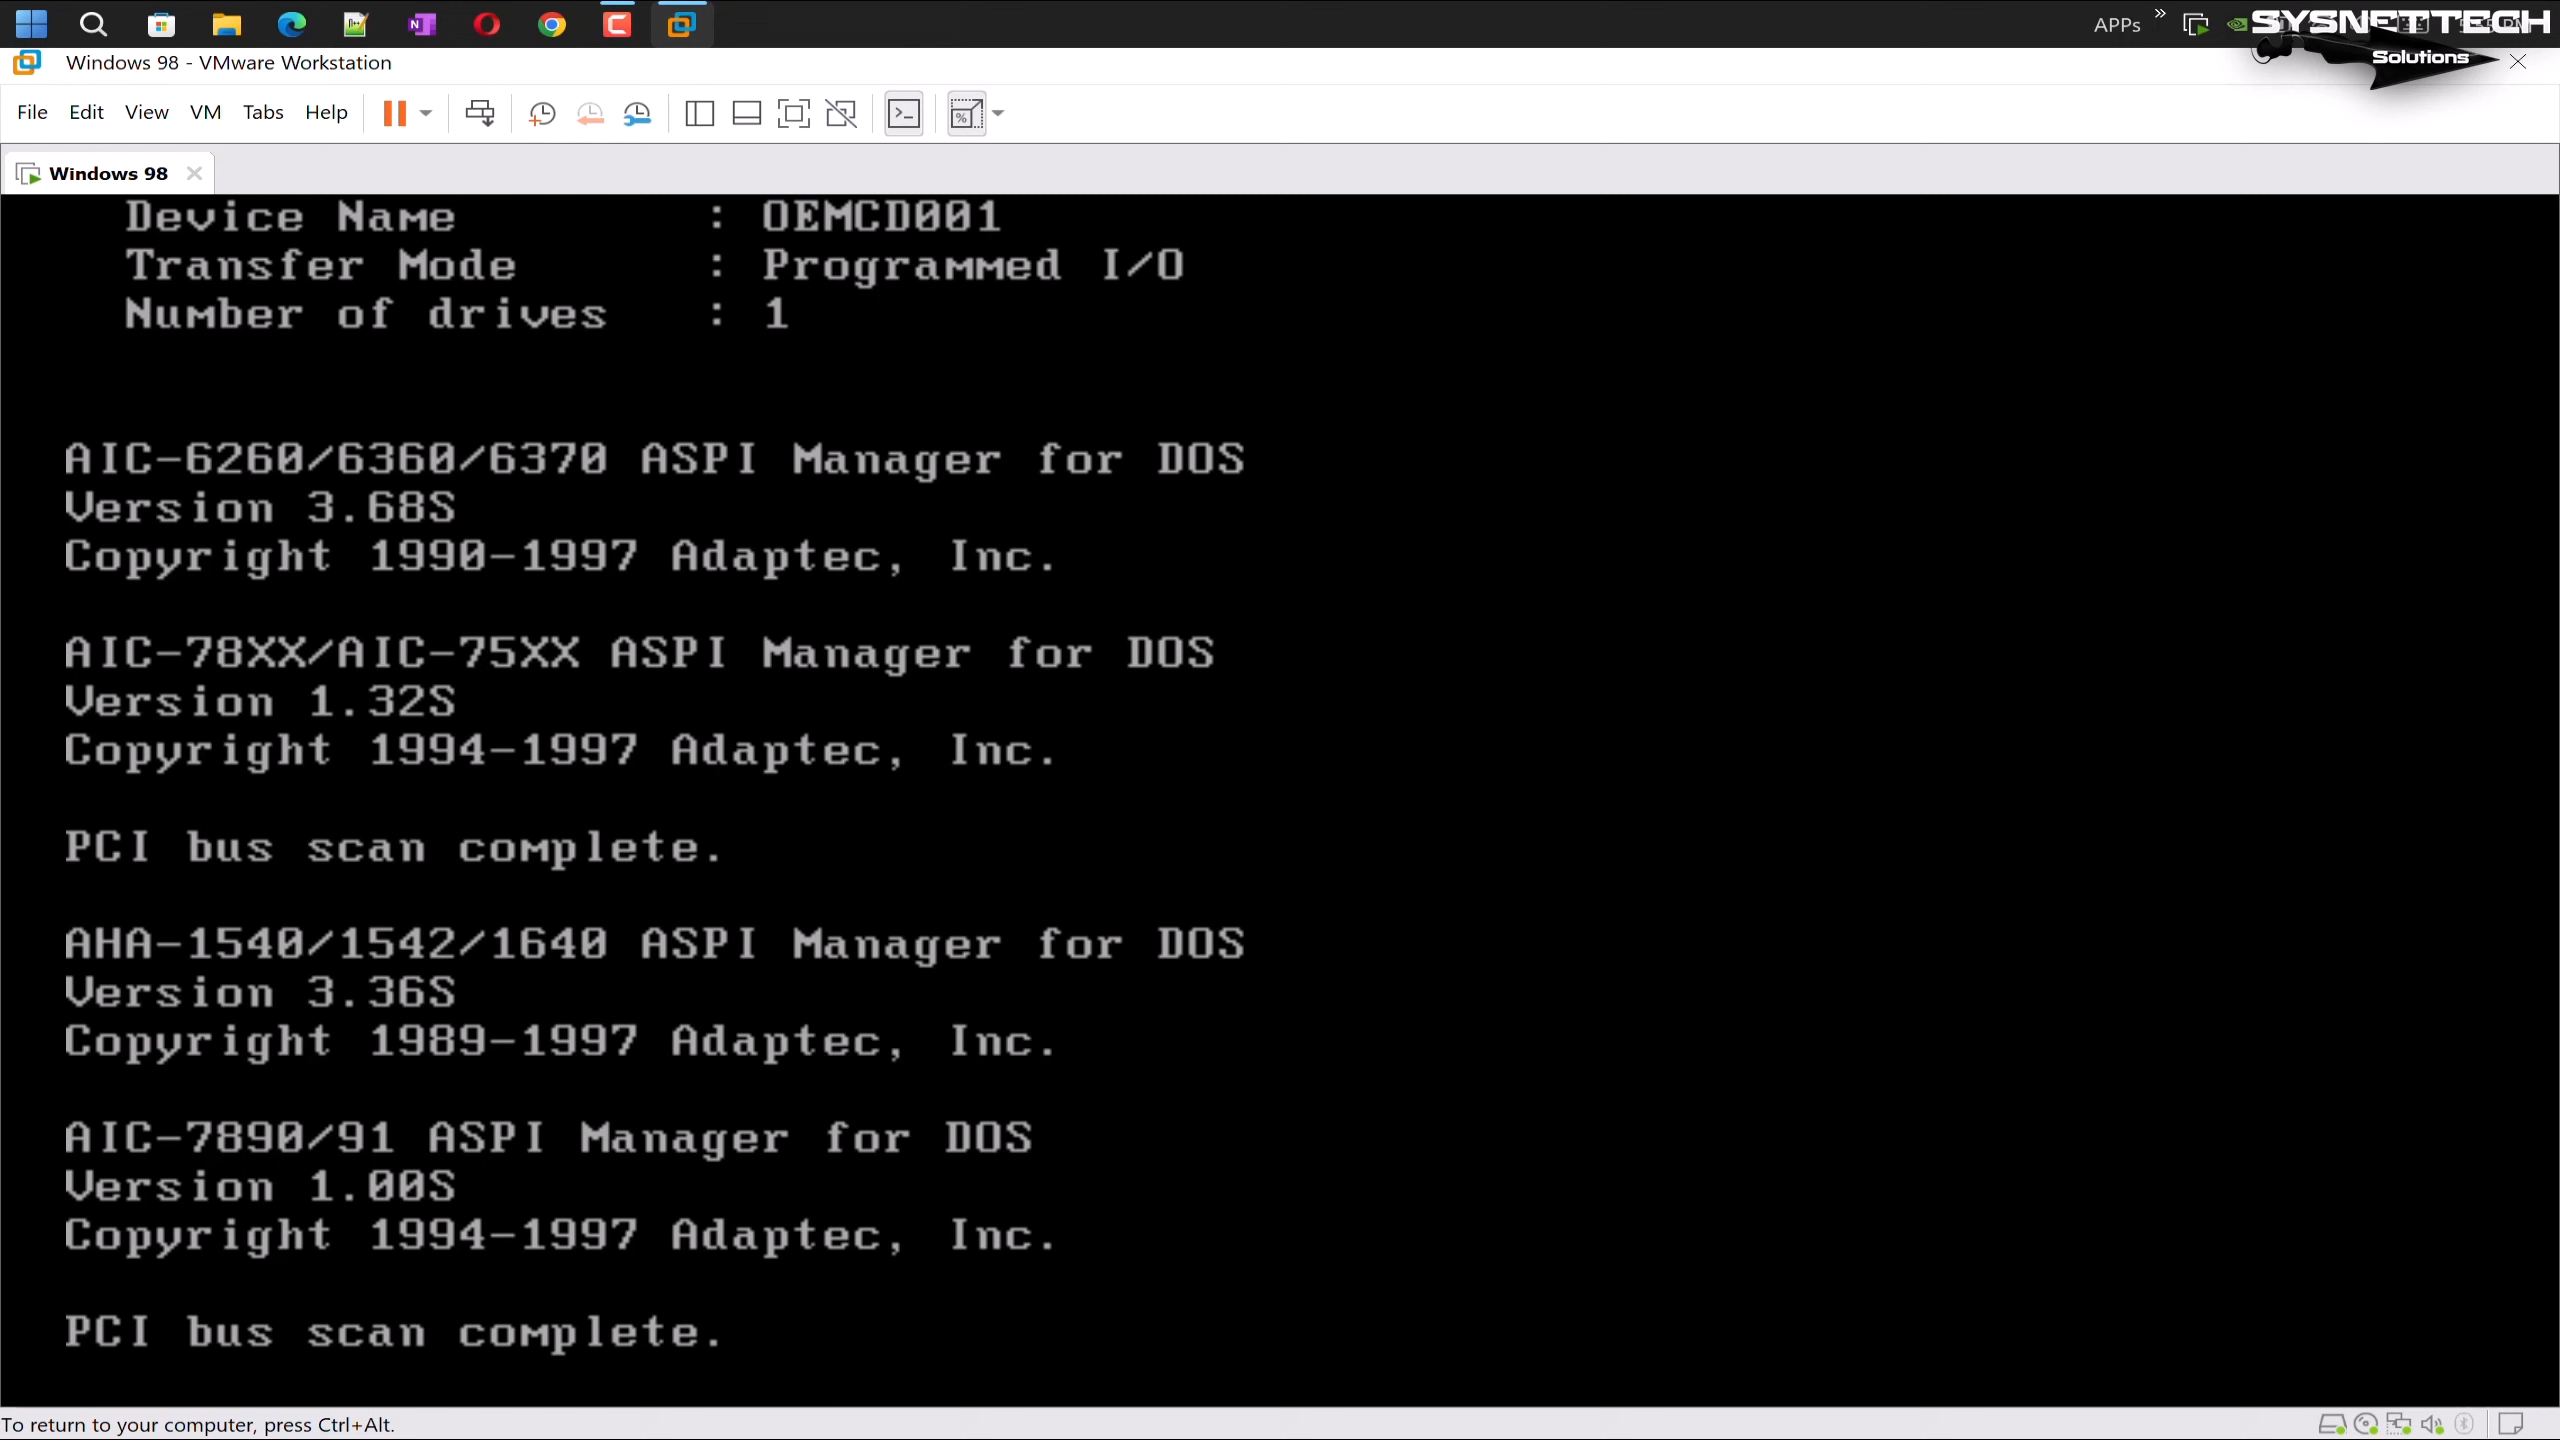 APPs
SYSNETTECH
Solutions
Windows 98 - VMware Workstation
File Edit View VM Tabs Help
Windows 98
Device Name : OEMCD001
Transfer Mode : Programmed I/O
Number of drives : 1
AIC-6260/6360/6370 ASPI Manager for DOS
Version 3.68S
Copyright 1990-1997 Adaptec, Inc.
AIC-78XX/AIC-75XX ASPI Manager for DOS
Version 1.32S
Copyright 1994-1997 Adaptec, Inc.
PCI bus scan complete.
AHA-1540/1542/1640 ASPI Manager for DOS
Version 3.36S
Copyright 1989-1997 Adaptec, Inc.
AIC-7890/91 ASPI Manager for DOS
Version 1.00S
Copyright 1994-1997 Adaptec, Inc.
PCI bus scan complete.
To return to your computer, press Ctrl+Alt.